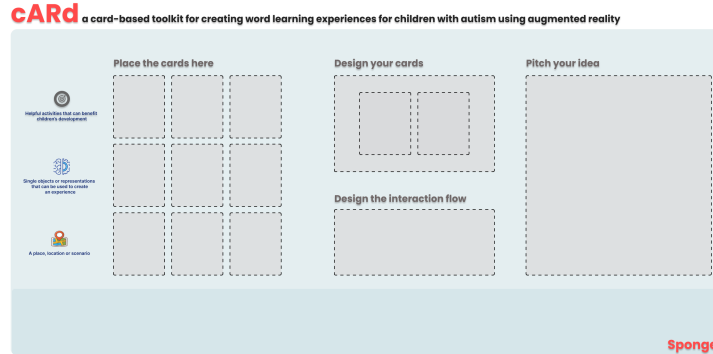 cARd a card-based toolkit for creating word learning experiences for children with autism using augmented reality
Place the cards here
Design your cards
Pitch your idea
Helpful activities that can benefit
children's development
Single objects or representations
that can be used to create
an experience
Design the interaction flow
A place, location or scenario
Sponge